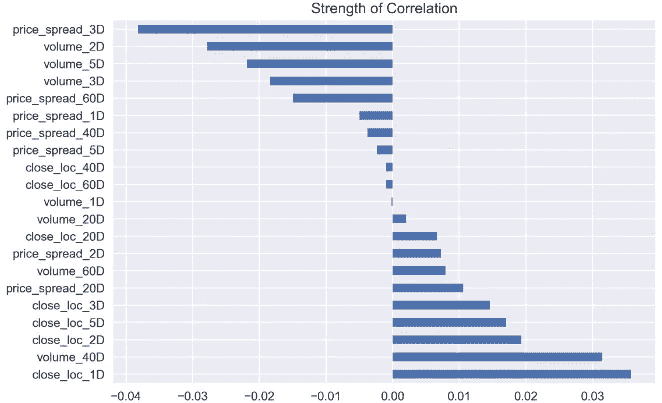 Strength of Correlation
price_spread_3D
volume_2D
volume_5D
volume_3D
price_spread_60D
price_spread_1D
price_spread_40D
price_spread_5D
close_loc_40D
close_loc_60D
volume_1D
volume_20D
close_loc_20D
price_spread_2D
volume_60D
price_spread_20D
close_loc_3D
close_loc_5D
close_loc_2D
volume_40D
close_loc_1D
−0.04 −0.03 −0.02 −0.01 0.00 0.01 0.02 0.03